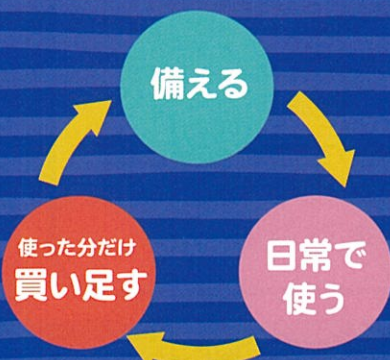 備える
日常で
使う
使った分だけ
買い足す